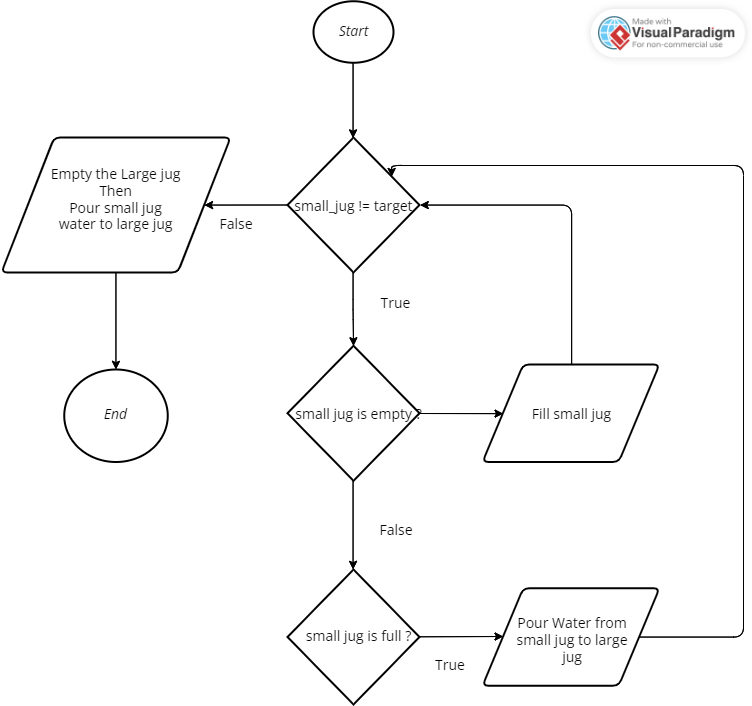 Start
Made with
VisualParadigm
For non-commercial use
Empty the Large jug
Then
Pour small jug
water to large jug
small_jug != target
False
True
End
small jug is empty ?
Fill small jug
False
small jug is full ?
Pour Water from
small jug to large
jug
True